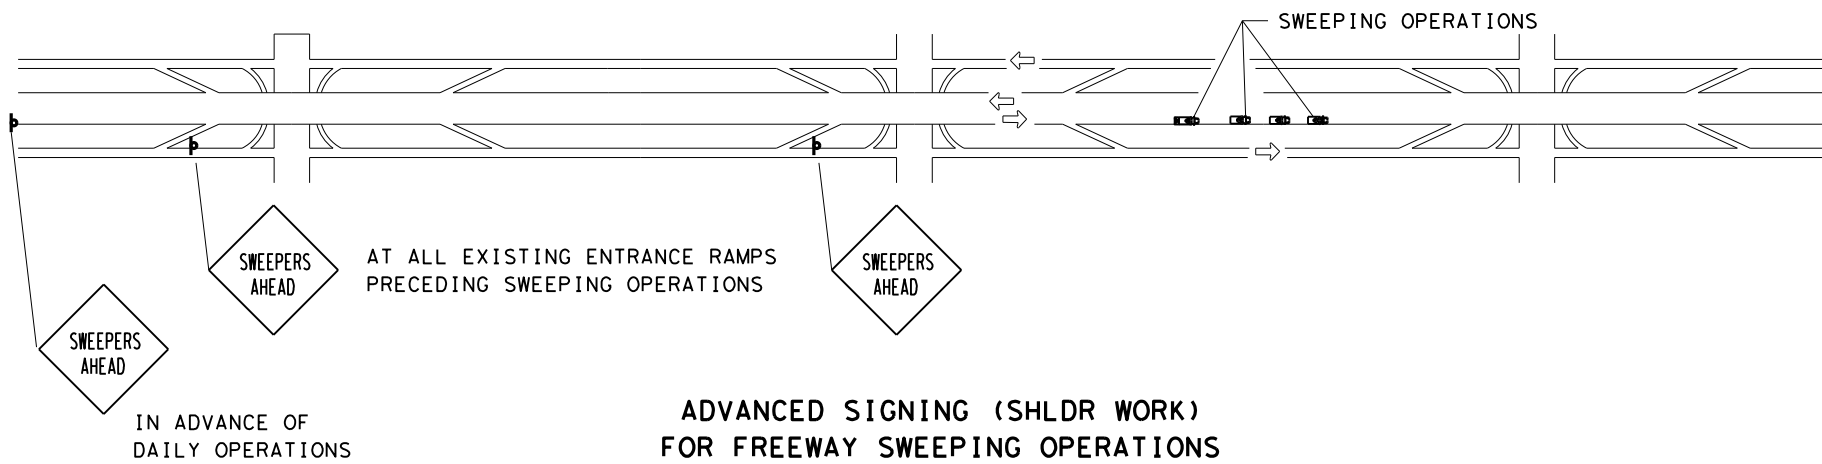 SWEEPING OPERATIONS
SWEEPERS
AHEAD
AT ALL EXISTING ENTRANCE RAMPS
PRECEDING SWEEPING OPERATIONS
SWEEPERS
AHEAD
SWEEPERS
AHEAD
IN ADVANCE OF
DAILY OPERATIONS
ADVANCED SIGNING (SHLDR WORK)
FOR FREEWAY SWEEPING OPERATIONS